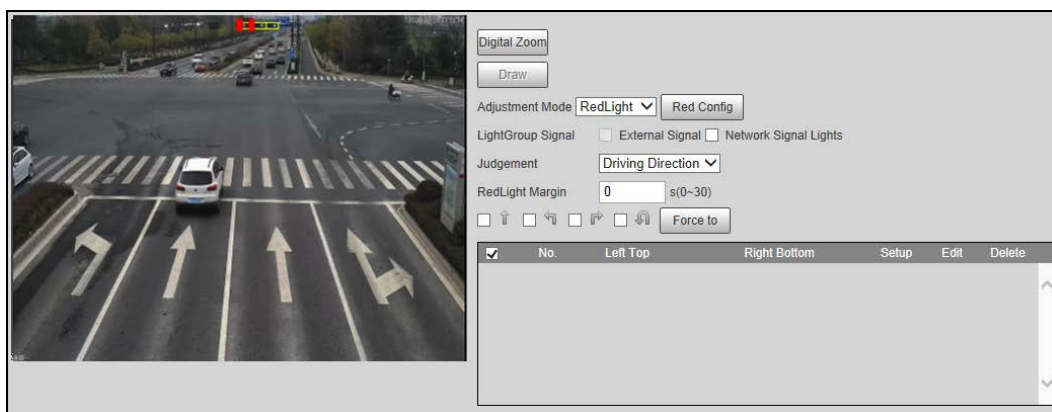 Digital Zoom
Draw
Adjustment Mode RedLight Red Config
LightGroup Signal External Signal Network Signal Lights
Judgement Driving Direction
RedLight Margin 0 s(0~30)
Force to
No. Left Top Right Bottom Setup Edit Delete